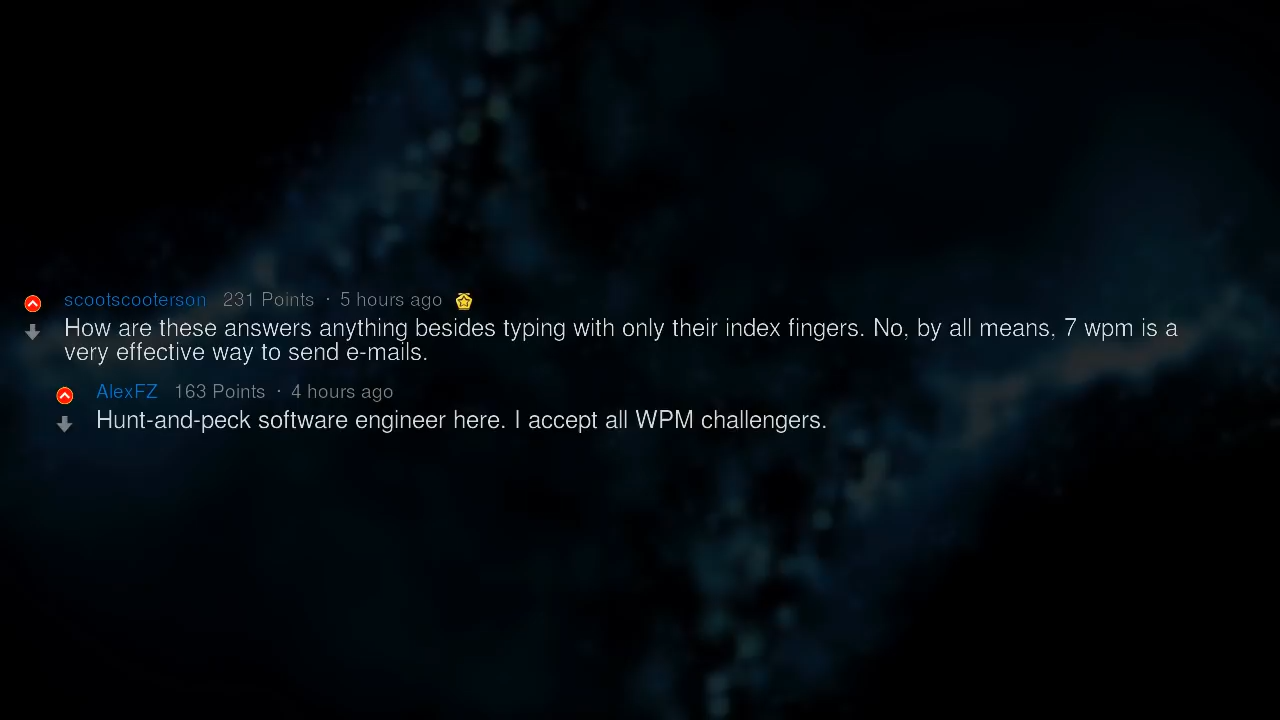 scootscooterson 231 Points · 5 hours ago
How are these answers anything besides typing with only their index fingers. No, by all means, 7 wpm is a
very effective way to send e-mails.
AlexFZ 163 Points · 4 hours ago
Hunt-and-peck software engineer here. I accept all WPM challengers.